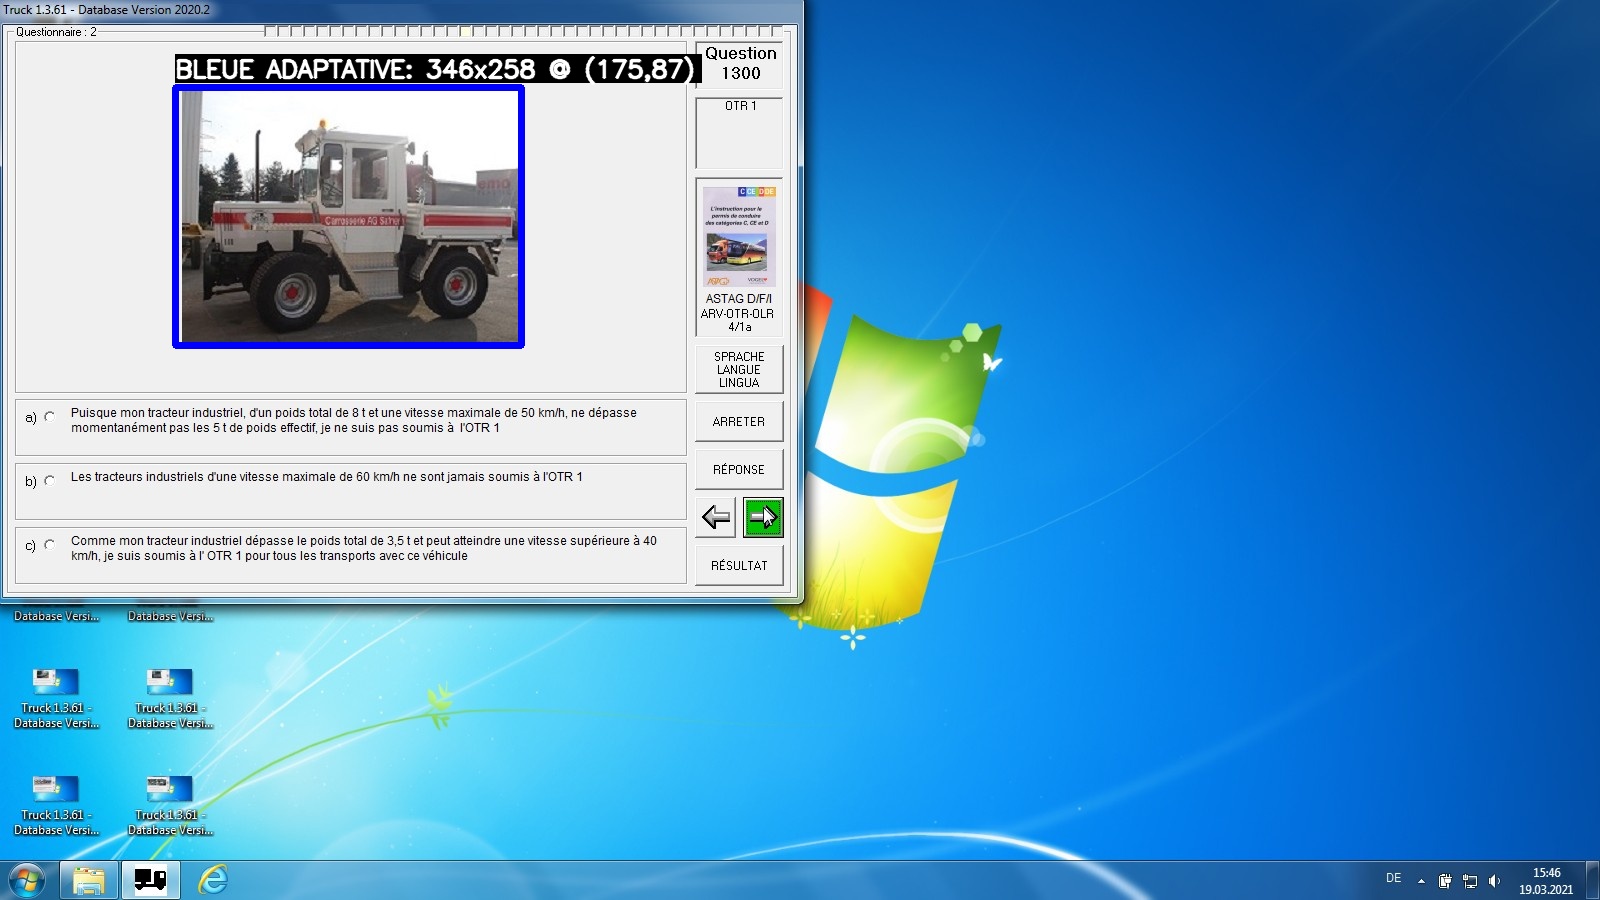 Truck 1.3.61 - Database Version 2020.2
Questionnaire : 2
BLEUE ADAPTATIVE: 346x258 @ (175,87)
Question
1300
OTR 1
Carrosserie AG
C CE D DE
L'instruction pour le
permis de conduire
des catégories C, CE et D
ASTAG D/F/I
ARV-OTR-OLR
4/1a
SPRACHE
LANGUE
LINGUA
a) Puisque mon tracteur industriel, d'un poids total de 8 t et une vitesse maximale de 50 km/h, ne dépasse
momentanément pas les 5 t de poids effectif, je ne suis pas soumis à l'OTR 1
ARRETER
b) Les tracteurs industriels d'une vitesse maximale de 60 km/h ne sont jamais soumis à l'OTR 1
RÉPONSE
c) Comme mon tracteur industriel dépasse le poids total de 3,5 t et peut atteindre une vitesse supérieure à 40
km/h, je suis soumis à l' OTR 1 pour tous les transports avec ce véhicule
RÉSULTAT
Database Versi...
Database Versi...
Truck 1.3.61 -
Database Versi...
Truck 1.3.61 -
Database Versi...
Truck 1.3.61 -
Database Versi...
Truck 1.3.61 -
Database Versi...
DE
15:46
19.03.2021